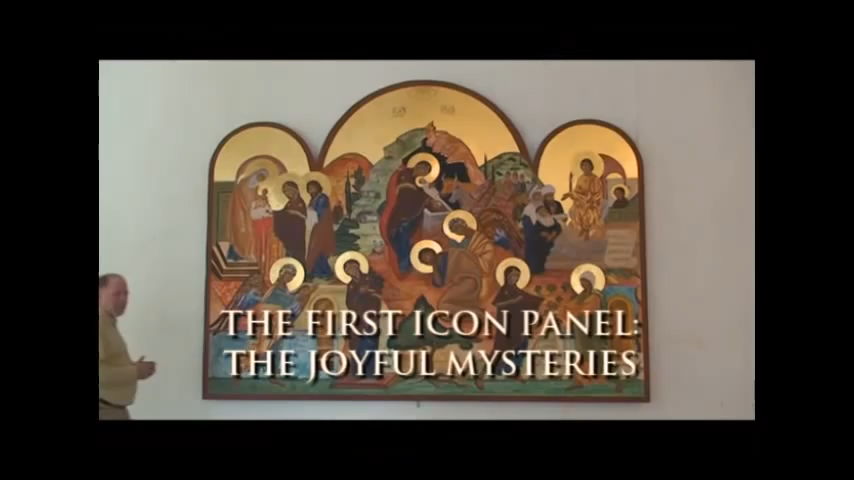 THE FIRST ICON PANEL:
THE JOYFUL MYSTERIES